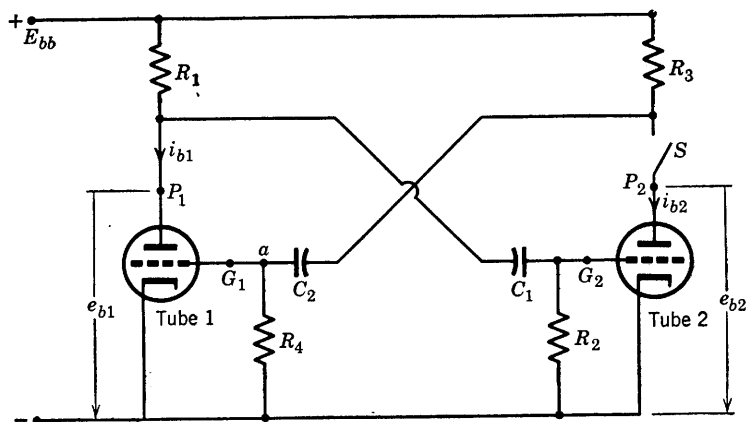 + E_bb
R_1
R_3
i_b1
S
P_1
P_2
i_b2
a
G_1
C_2
C_1
G_2
e_b1
Tube 1
e_b2
Tube 2
R_4
R_2
−